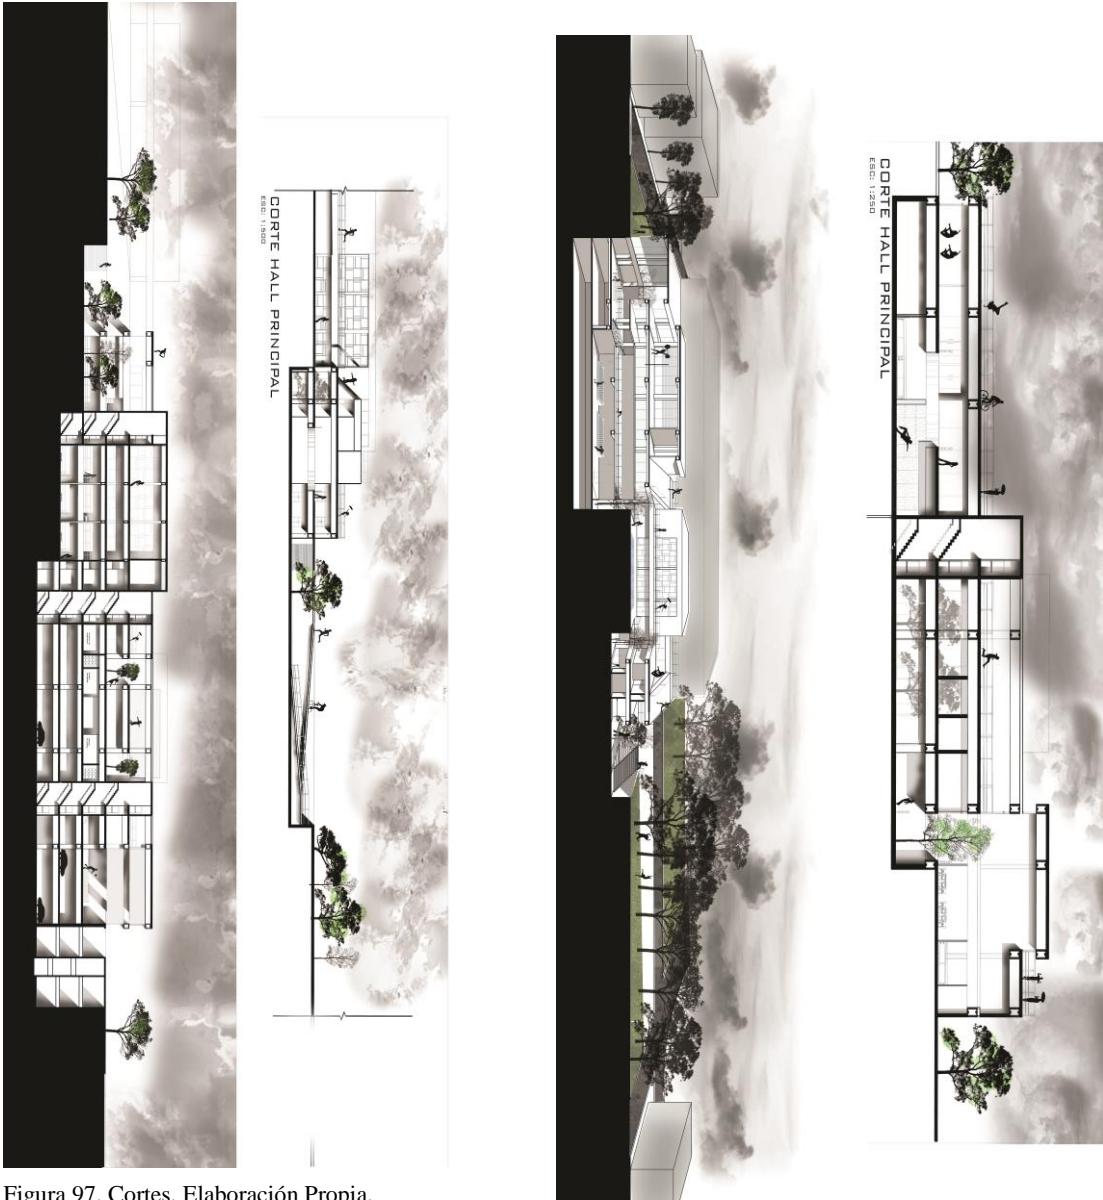 CORTE HALL PRINCIPAL
ESC: 1:500
CORTE HALL PRINCIPAL
ESC: 1:250
Figura 97. Cortes. Elaboración Propia.